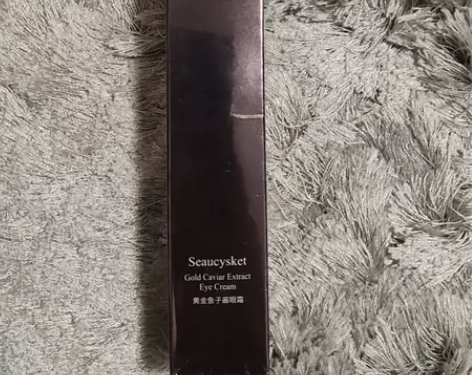 Seaucysket
Gold Caviar Extract
Eye Cream
黄金鱼子酱眼霜